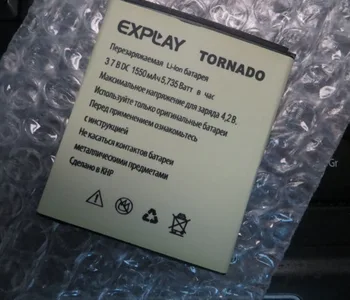 EXPLAY TORNADO
Перезаряжаемая Li-Ion батарея
3.7 В DC 1550 мАч 5,735 Ватт в час
Максимальное напряжение для заряда 4,2 В.
Используйте только оригинальные батареи
Перед применением ознакомьтесь
с инструкцией
Не касаться контактов батареи
металлическими предметами
Сделано в КНР